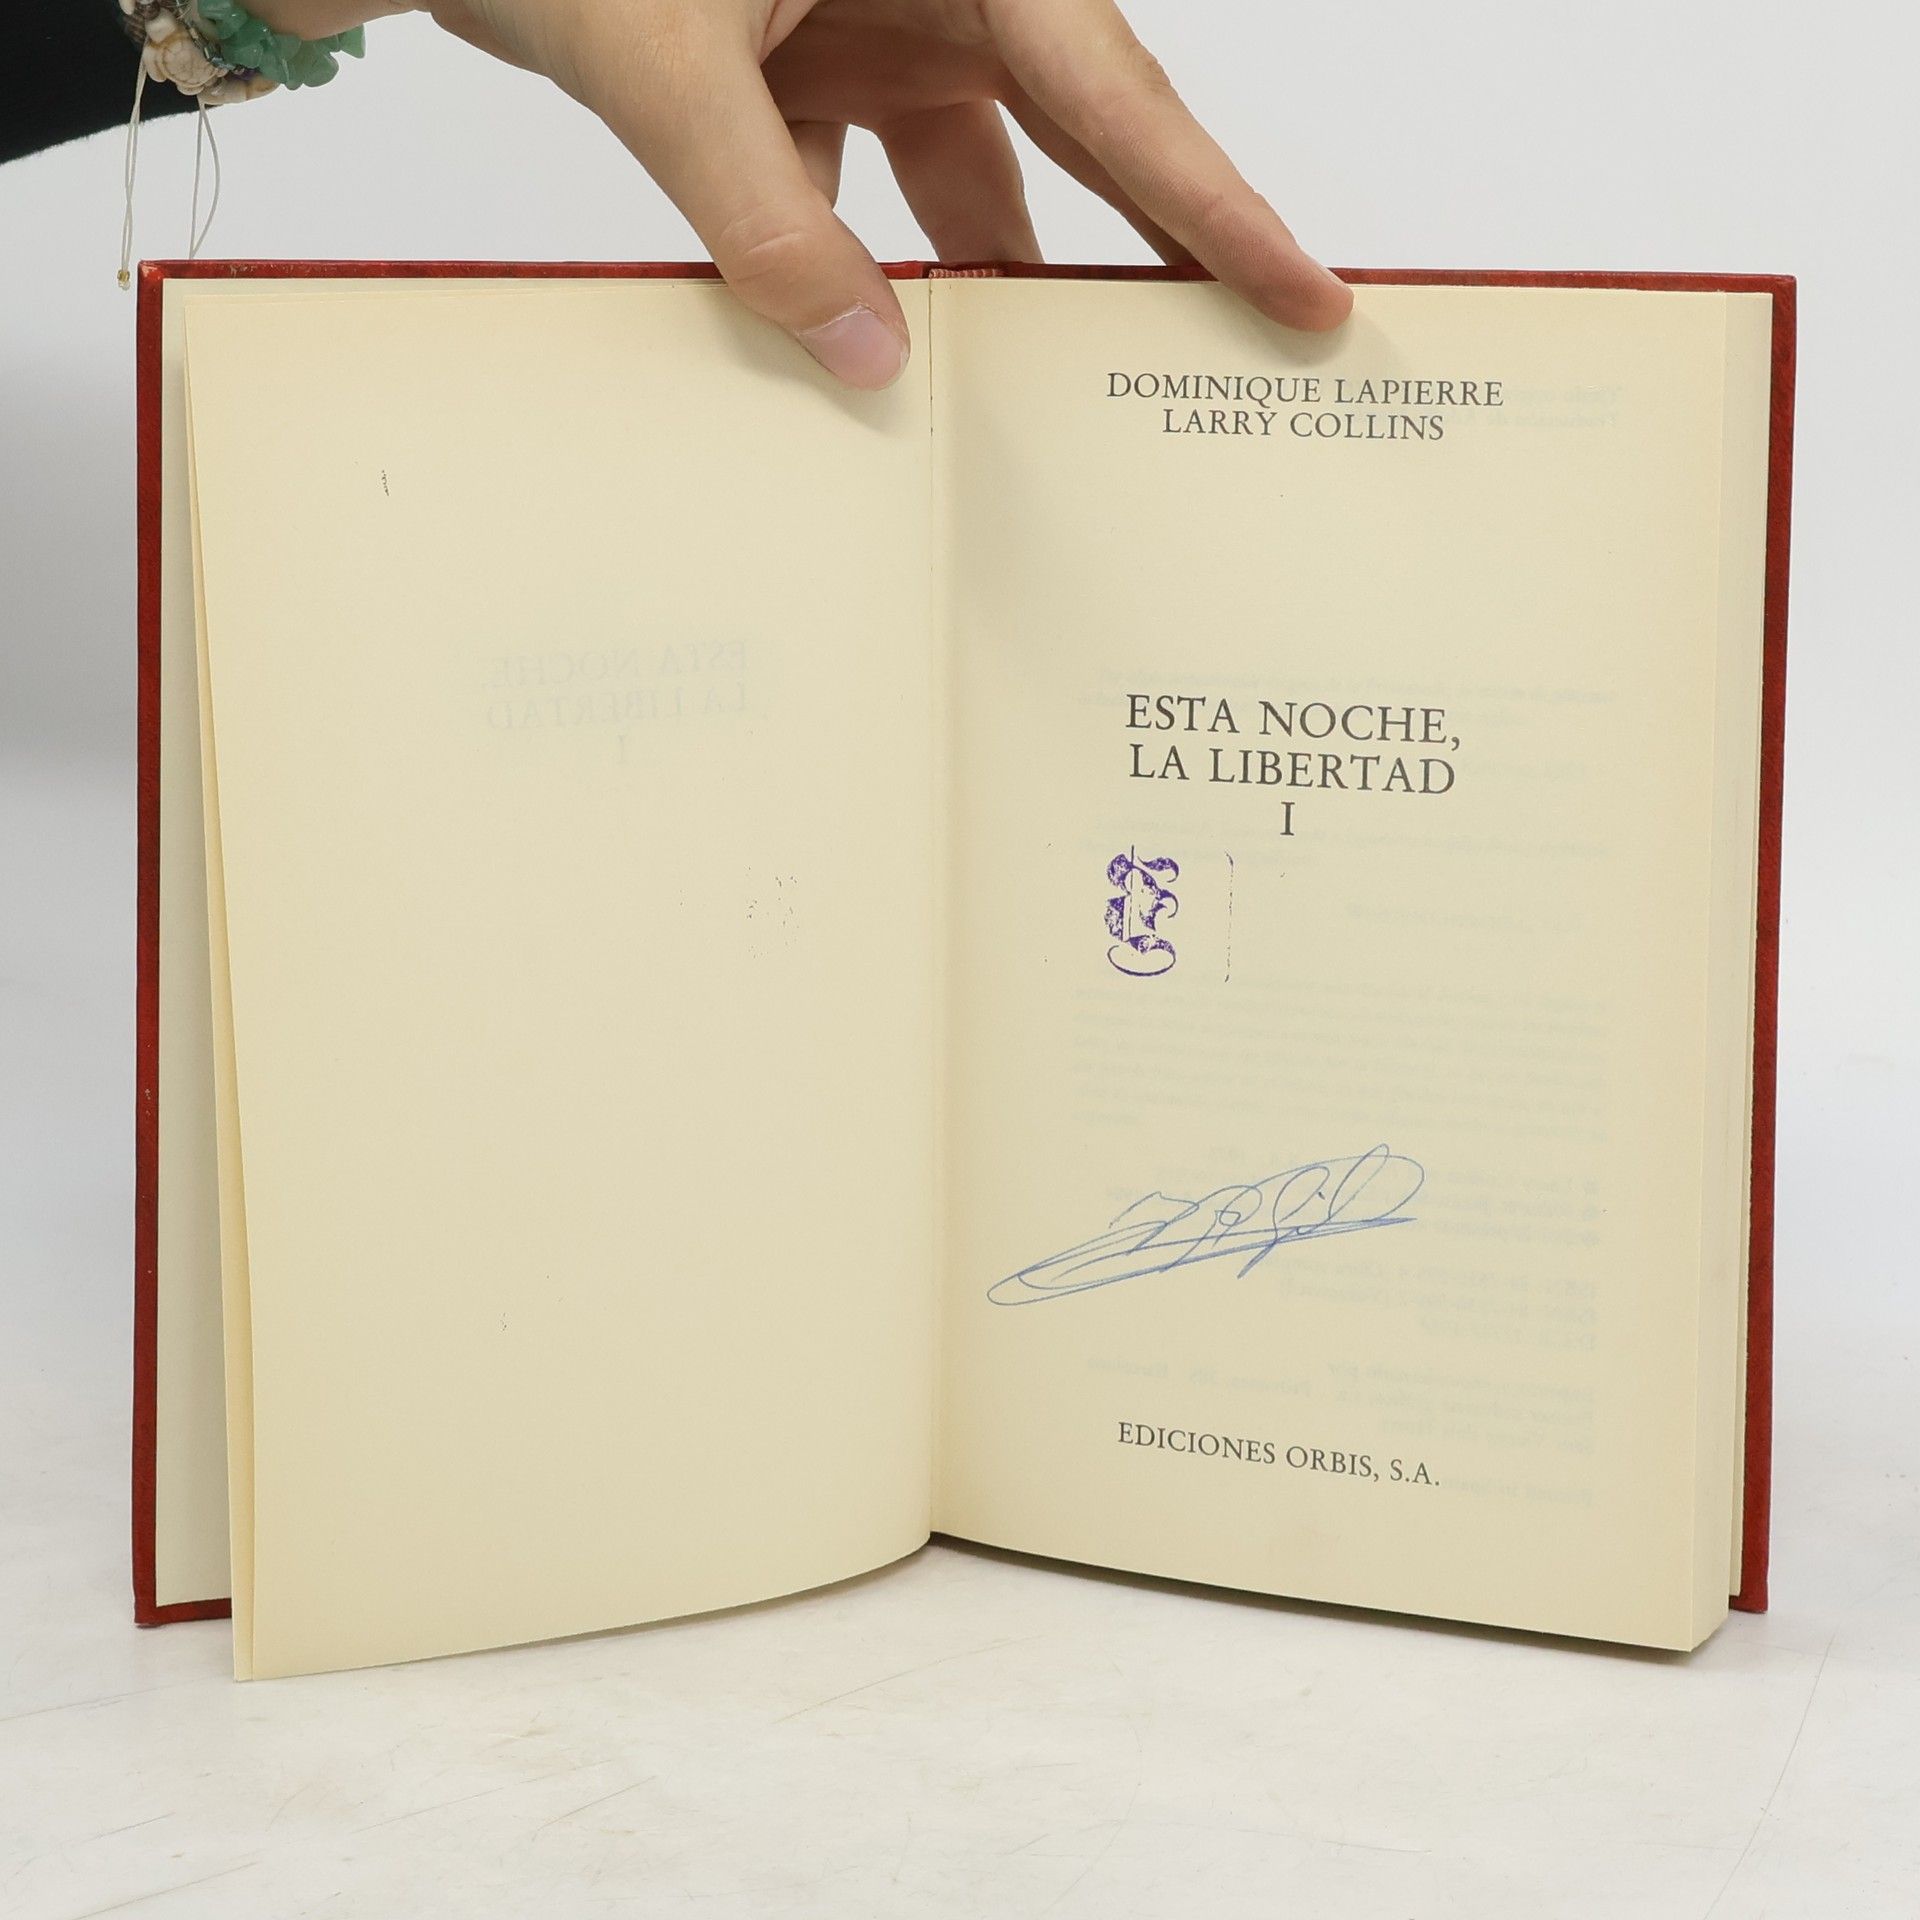 DOMINIQUE LAPIERRE
LARRY COLLINS
ESTA NOCHE,
LA LIBERTAD
I
EDICIONES ORBIS, S.A.